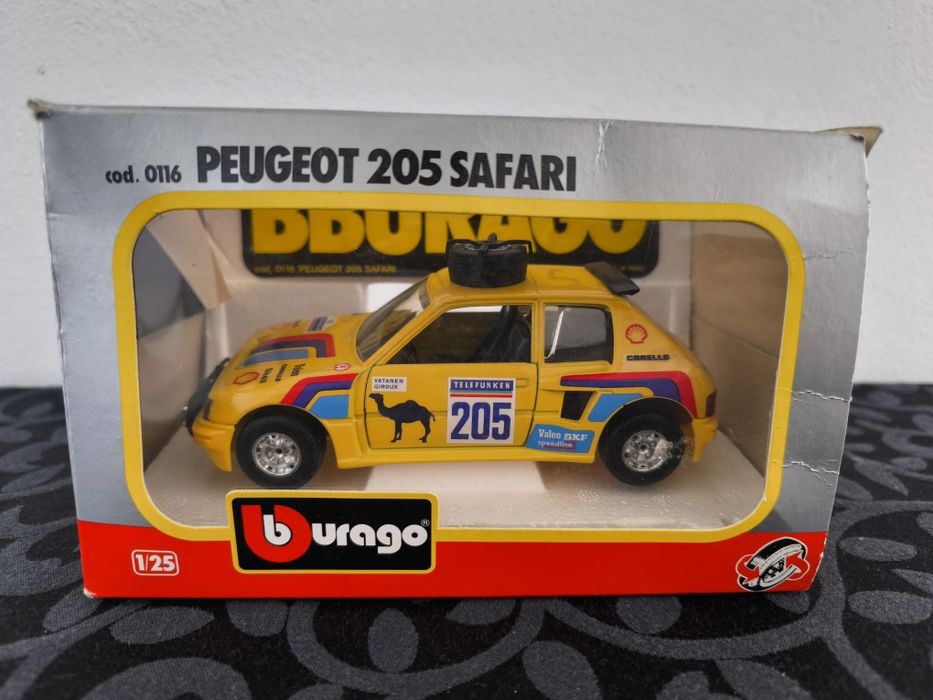 cod. 0116 PEUGEOT 205 SAFARI
BBURAGO
cod. 0116 PEUGEOT 205 SAFARI
VATANEN
GIROUX
TELEFUNKEN
205
CARELLO
Valeo SKF
speedline
Valeo
burago®
1/25